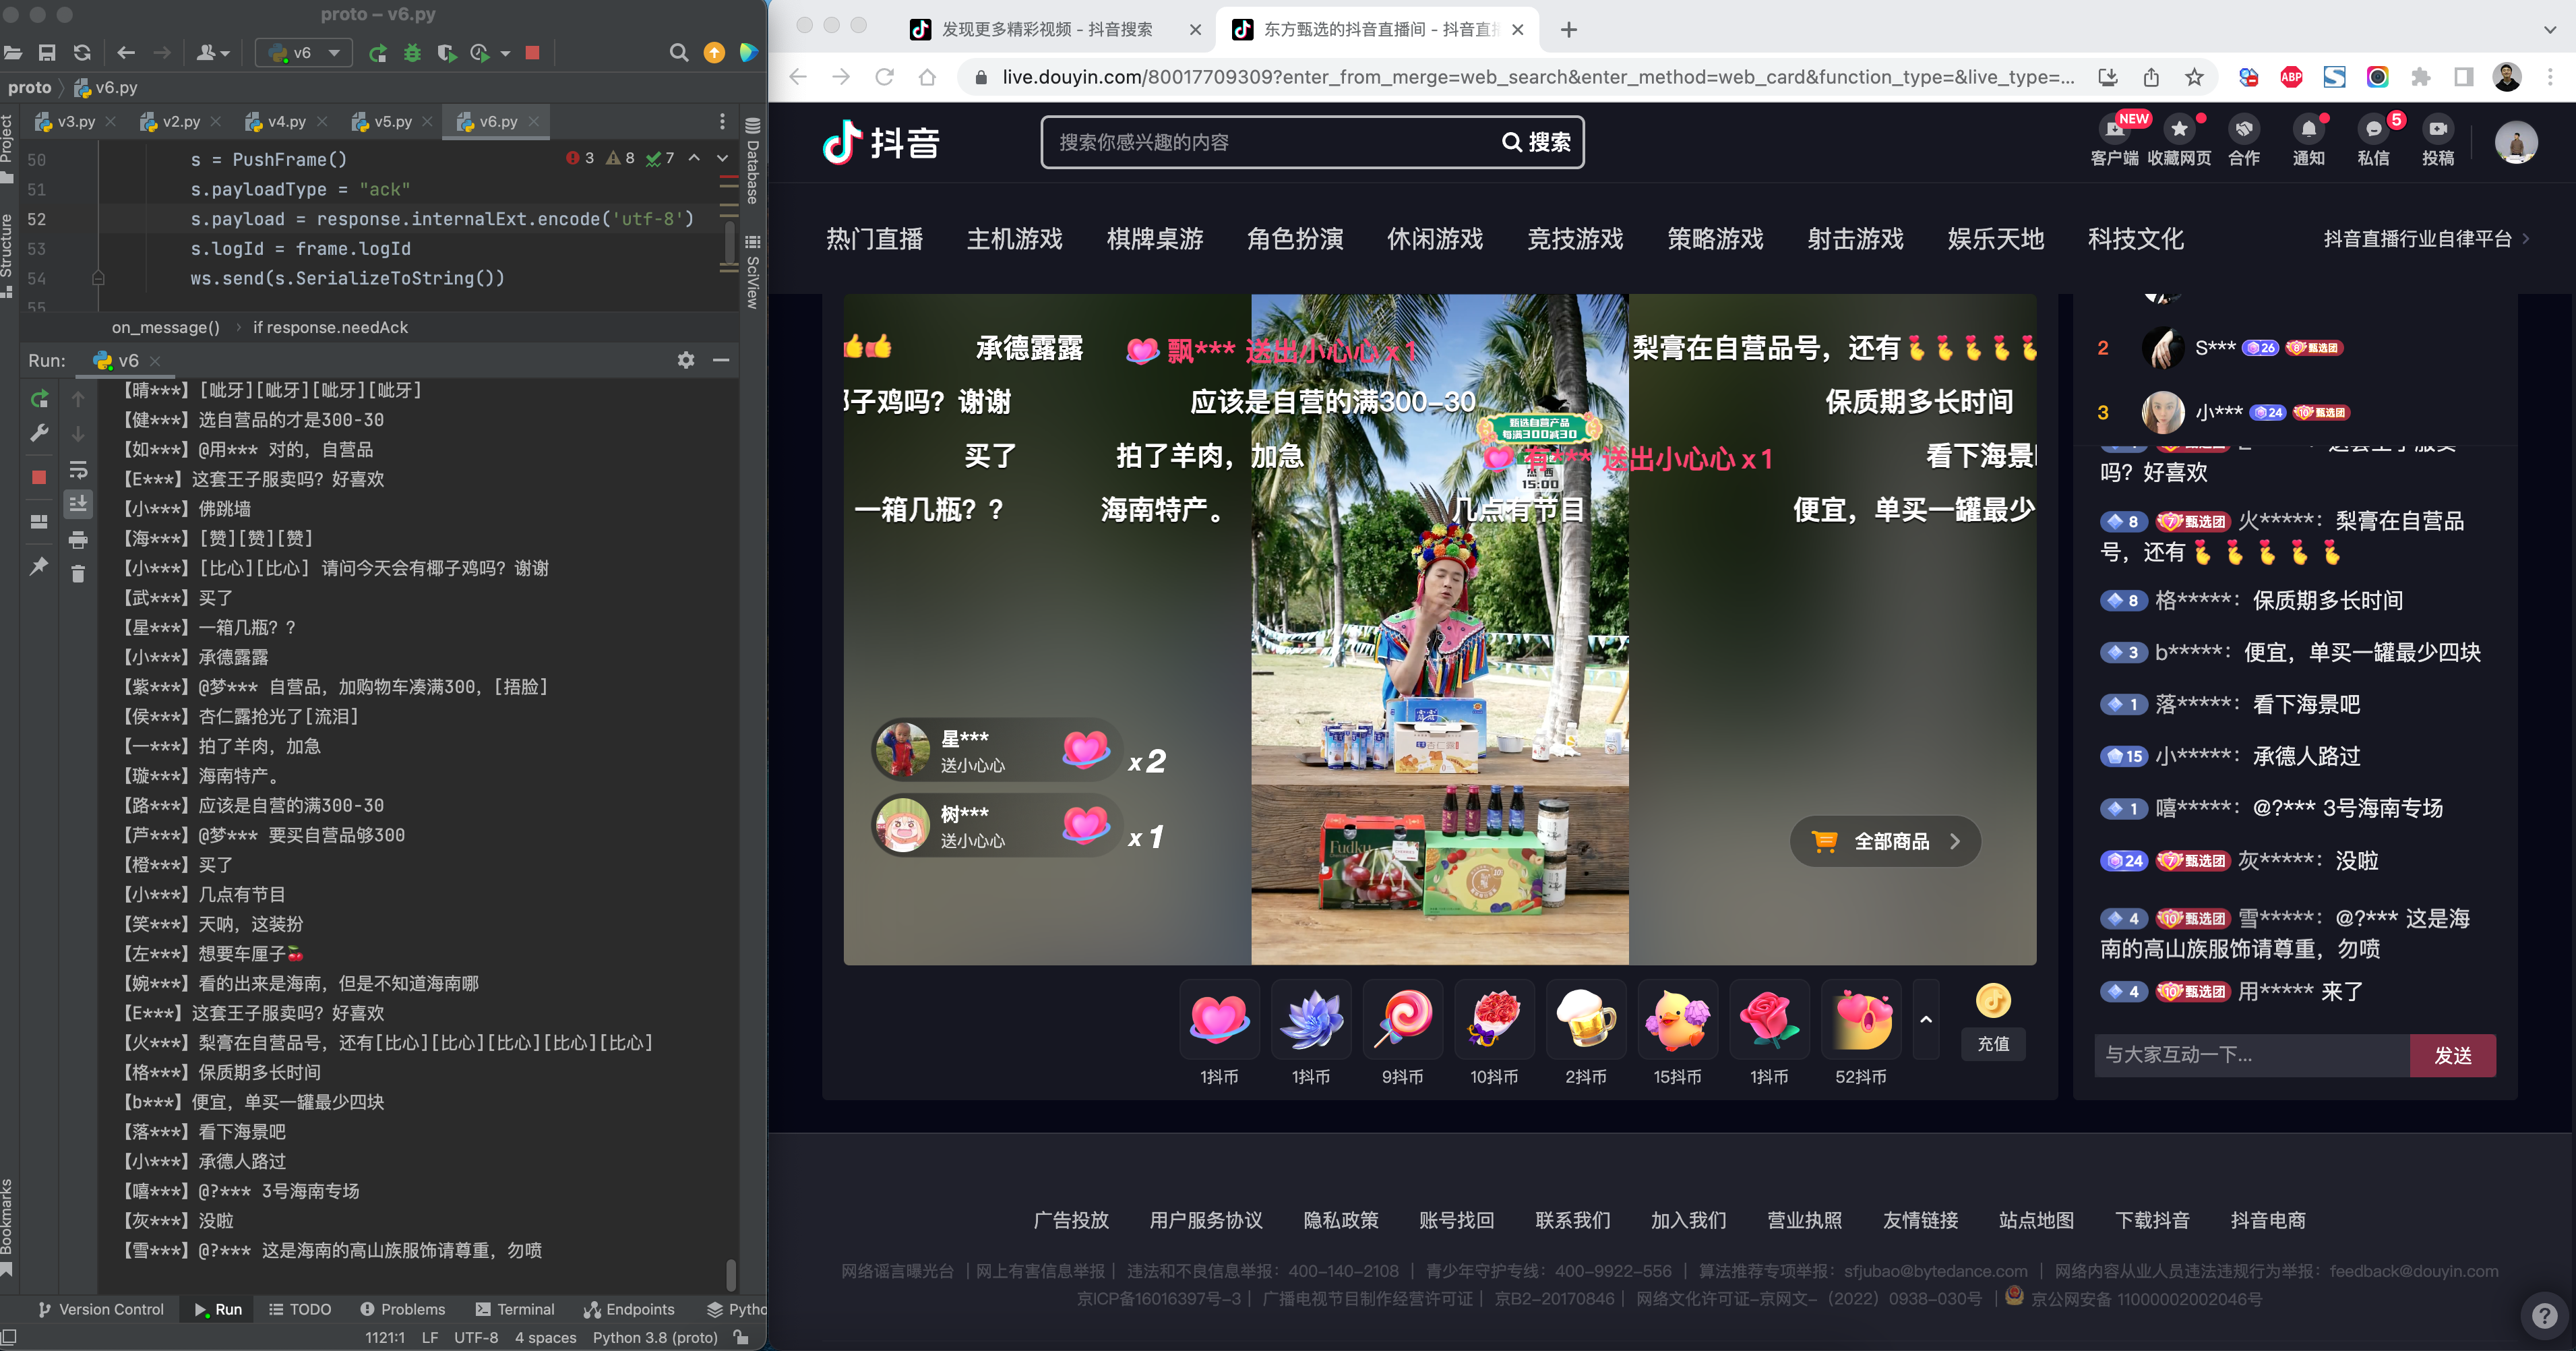 proto – v6.py
v6
proto
v6.py
v3.py
v2.py
v4.py
v5.py
v6.py
Project
Structure
Bookmarks
Database
SciView
3 8 7
50 s = PushFrame()
51 s.payloadType = "ack"
52 s.payload = response.internalExt.encode('utf-8')
53 s.logId = frame.logId
54 ws.send(s.SerializeToString())
55
on_message() › if response.needAck
Run: v6
【晴***】[呲牙][呲牙][呲牙][呲牙]
【健***】选自营品的才是300-30
【如***】@用*** 对的，自营品
【E***】这套王子服卖吗？好喜欢
【小***】佛跳墙
【海***】[赞][赞][赞]
【小***】[比心][比心] 请问今天会有椰子鸡吗？谢谢
【武***】买了
【星***】一箱几瓶？？
【小***】承德露露
【紫***】@梦*** 自营品，加购物车凑满300，[捂脸]
【侯***】杏仁露抢光了[流泪]
【一***】拍了羊肉，加急
【璇***】海南特产。
【路***】应该是自营的满300-30
【芦***】@梦*** 要买自营品够300
【橙***】买了
【小***】几点有节目
【笑***】天呐，这装扮
【左***】想要车厘子🍒
【婉***】看的出来是海南，但是不知道海南哪
【E***】这套王子服卖吗？好喜欢
【火***】梨膏在自营品号，还有[比心][比心][比心][比心][比心]
【格***】保质期多长时间
【b***】便宜，单买一罐最少四块
【落***】看下海景吧
【小***】承德人路过
【嘻***】@?*** 3号海南专场
【灰***】没啦
【雪***】@?*** 这是海南的高山族服饰请尊重，勿喷
Version Control Run TODO Problems Terminal Endpoints Pytho
1121:1 LF UTF-8 4 spaces Python 3.8 (proto)
发现更多精彩视频 - 抖音搜索
东方甄选的抖音直播间 - 抖音直播
live.douyin.com/80017709309?enter_from_merge=web_search&enter_method=web_card&function_type=&live_type=...
ABP
抖音
搜索你感兴趣的内容
搜索
NEW
5
客户端 收藏网页 合作 通知 私信 投稿
热门直播 主机游戏 棋牌桌游 角色扮演 休闲游戏 竞技游戏 策略游戏 射击游戏 娱乐天地 科技文化
抖音直播行业自律平台
承德露露
飘*** 送出小心心 x 1
梨膏在自营品号，还有
子鸡吗？谢谢
应该是自营的满300-30
保质期多长时间
买了
拍了羊肉，加急
有*** 送出小心心 x 1
看下海景
一箱几瓶？？
海南特产。
几点有节目
便宜，单买一罐最少
甄选自营产品
每满300减30
15:00
Fudku
星***
送小心心
x 2
树***
送小心心
x 1
全部商品
1抖币 1抖币 9抖币 10抖币 2抖币 15抖币 1抖币 52抖币
充值
2 S*** 26 8 甄选团
3 小*** 24 10 甄选团
吗？好喜欢
8 7 甄选团 火*****：梨膏在自营品
号，还有
8 格*****：保质期多长时间
3 b*****：便宜，单买一罐最少四块
1 落*****：看下海景吧
15 小*****：承德人路过
1 嘻*****：@?*** 3号海南专场
24 7 甄选团 灰*****：没啦
4 10 甄选团 雪*****：@?*** 这是海
南的高山族服饰请尊重，勿喷
4 10 甄选团 用***** 来了
与大家互动一下...
发送
广告投放 用户服务协议 隐私政策 账号找回 联系我们 加入我们 营业执照 友情链接 站点地图 下载抖音 抖音电商
网络谣言曝光台 | 网上有害信息举报 | 违法和不良信息举报：400-140-2108 | 青少年守护专线：400-9922-556 | 算法推荐专项举报：sfjubao@bytedance.com | 网络内容从业人员违法违规行为举报：feedback@douyin.com
京ICP备16016397号-3 | 广播电视节目制作经营许可证 | 京B2-20170846 | 网络文化许可证-京网文-（2022）0938-030号 | 京公网安备 11000002002046号